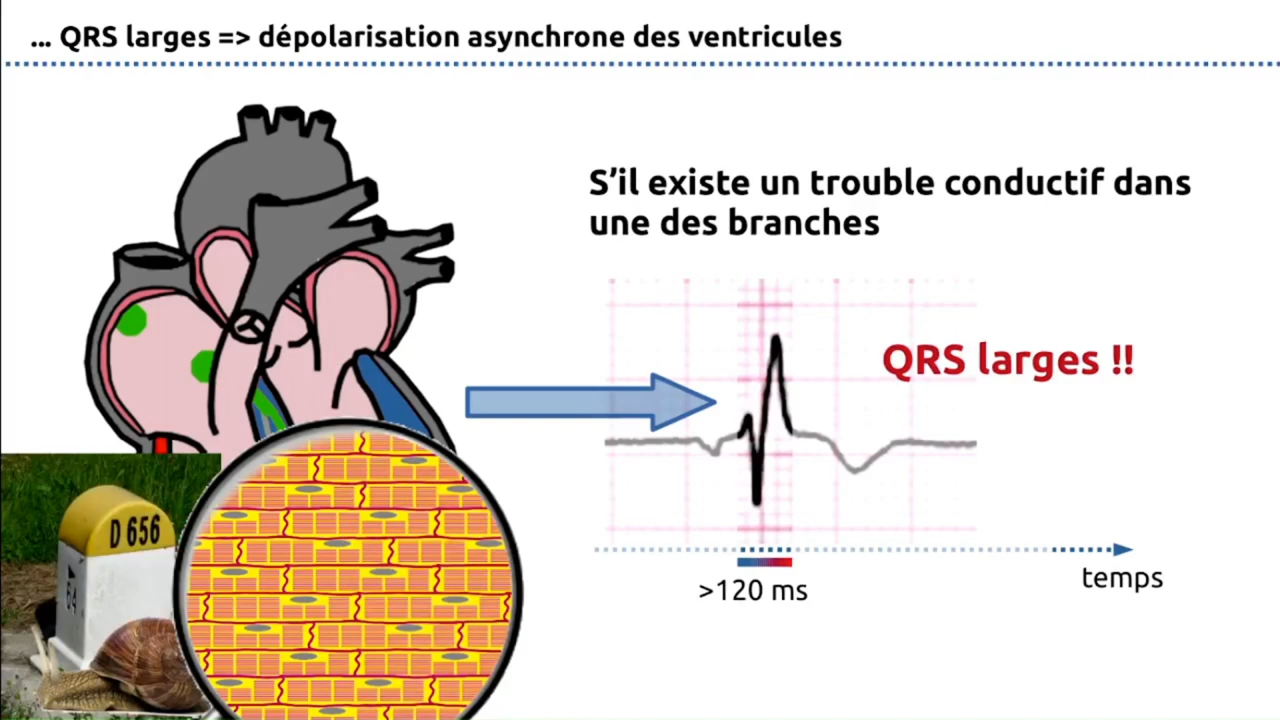 ... QRS larges => dépolarisation asynchrone des ventricules
S’il existe un trouble conductif dans
une des branches
QRS larges !!
>120 ms
temps
D 656
64